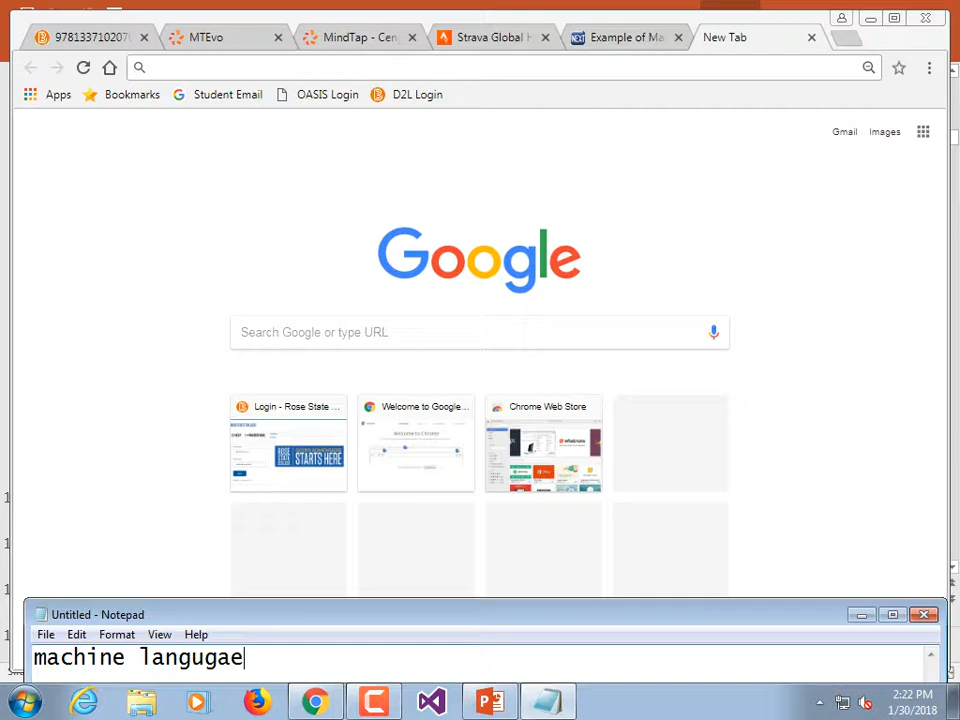 9781337102070
MTEvo
MindTap - Cen
Strava Global H
Example of Ma
New Tab
Apps
Bookmarks
Student Email
OASIS Login
D2L Login
Gmail
Images
Google
Search Google or type URL
Login - Rose State ...
Welcome to Google...
Chrome Web Store
STARTS HERE
Untitled - Notepad
File Edit Format View Help
machine langugae
2:22 PM
1/30/2018